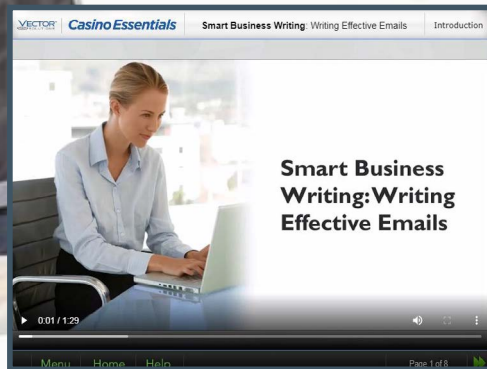 VECTOR
SOLUTIONS
Casino Essentials
Smart Business Writing: Writing Effective Emails
Introduction
Smart Business
Writing:Writing
Effective Emails
0:01 / 1:29
Menu Home Help
Page 1 of 8